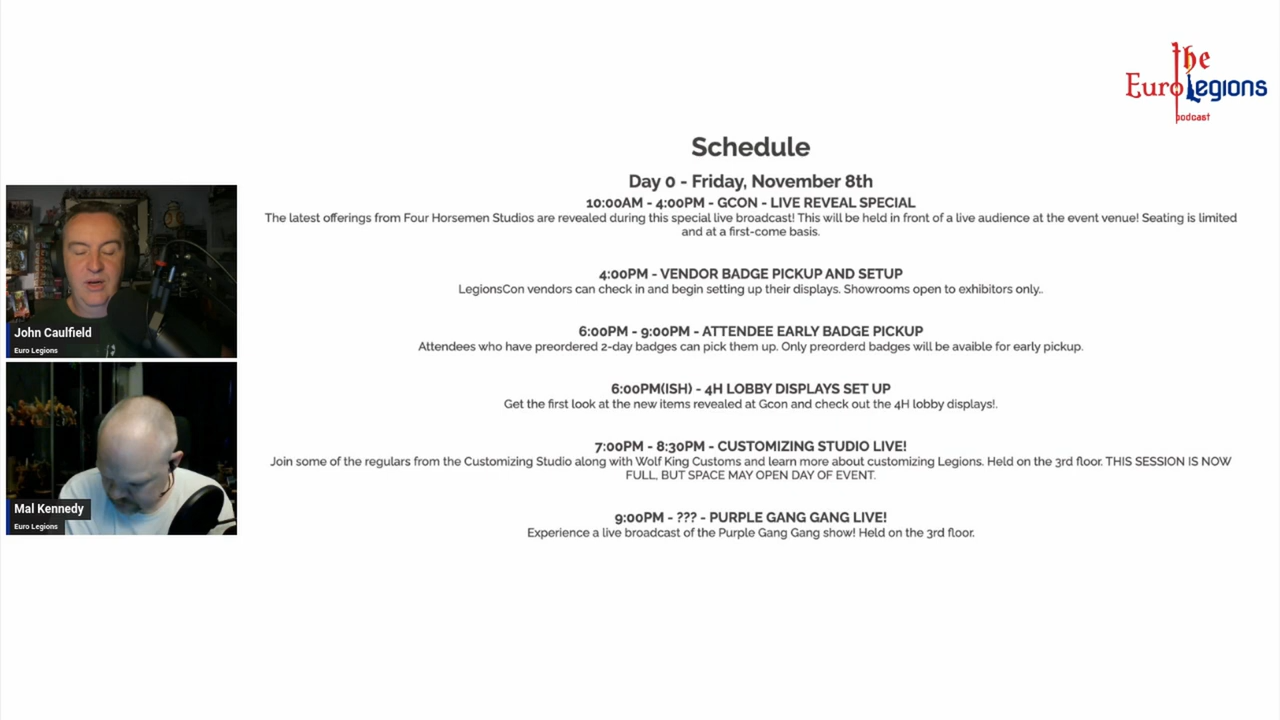 the
EuroLegions
podcast
Schedule
Day 0 - Friday, November 8th
10:00AM - 4:00PM - GCON - LIVE REVEAL SPECIAL
The latest offerings from Four Horsemen Studios are revealed during this special live broadcast! This will be held in front of a live audience at the event venue! Seating is limited
and at a first-come basis.
4:00PM - VENDOR BADGE PICKUP AND SETUP
LegionsCon vendors can check in and begin setting up their displays. Showrooms open to exhibitors only..
6:00PM - 9:00PM - ATTENDEE EARLY BADGE PICKUP
Attendees who have preordered 2-day badges can pick them up. Only preorderd badges will be avaible for early pickup.
6:00PM(ISH) - 4H LOBBY DISPLAYS SET UP
Get the first look at the new items revealed at Gcon and check out the 4H lobby displays!.
7:00PM - 8:30PM - CUSTOMIZING STUDIO LIVE!
Join some of the regulars from the Customizing Studio along with Wolf King Customs and learn more about customizing Legions. Held on the 3rd floor. THIS SESSION IS NOW
FULL, BUT SPACE MAY OPEN DAY OF EVENT.
9:00PM - ??? - PURPLE GANG GANG LIVE!
Experience a live broadcast of the Purple Gang Gang show! Held on the 3rd floor.
John Caulfield
Euro Legions
Mal Kennedy
Euro Legions